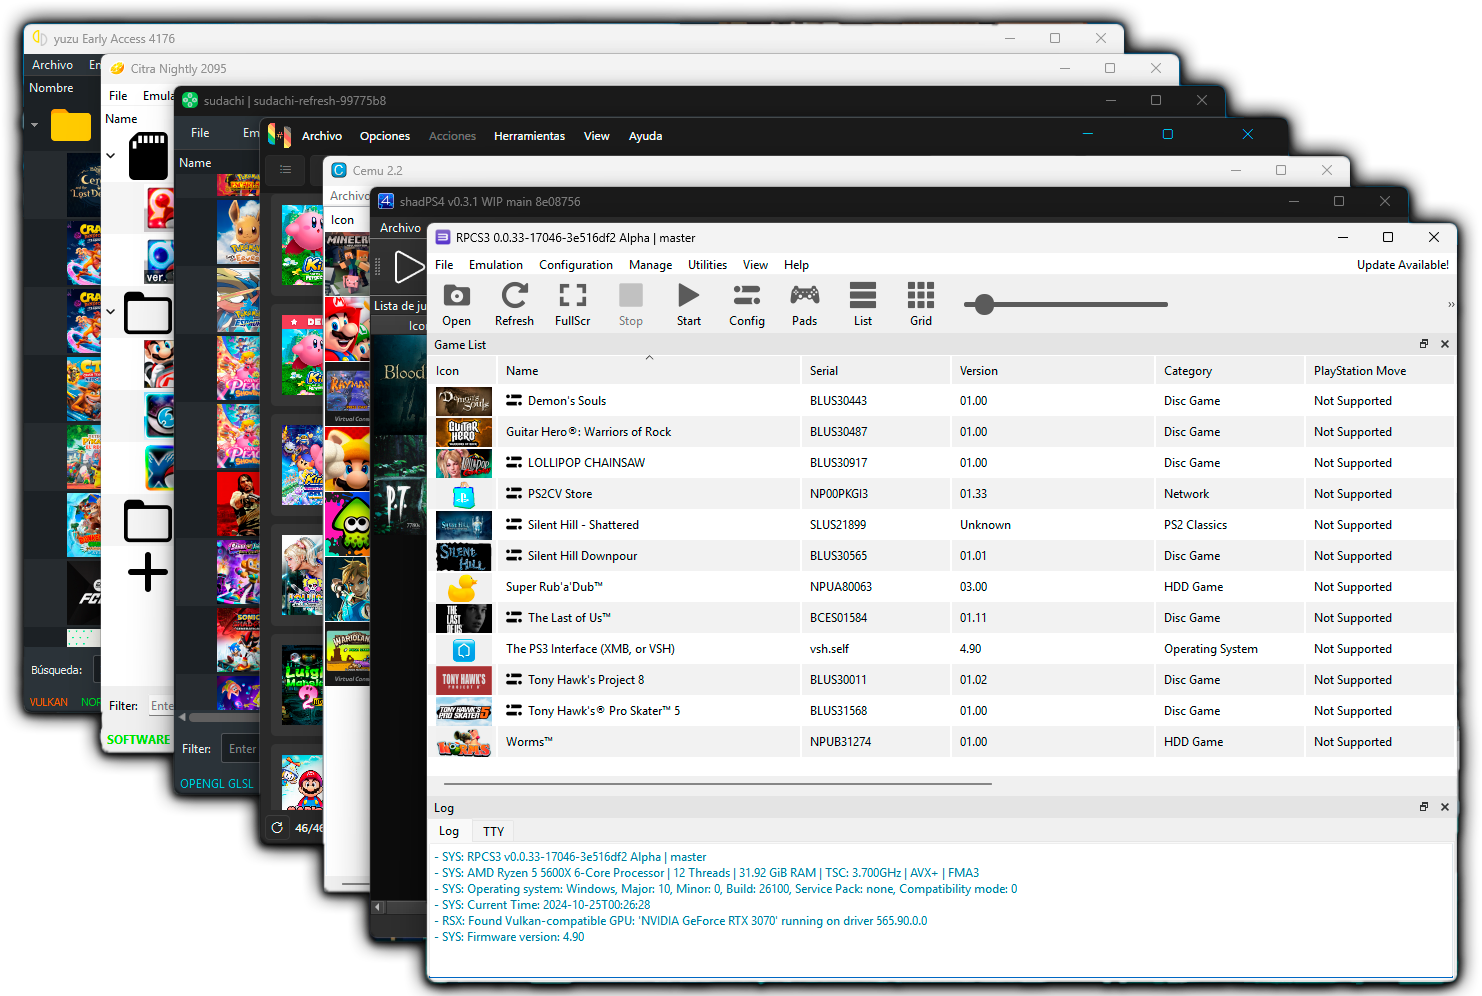 yuzu Early Access 4176
Archivo
Nombre
Búsqueda:
VULKAN
Citra Nightly 2095
File
Name
ver.
Filter:
SOFTWARE
sudachi | sudachi-refresh-99775b8
File
Name
Filter: Enter
OPENGL GLSL
Archivo Opciones Acciones Herramientas View Ayuda
Cemu 2.2
Archivo
Icon
shadPS4 v0.3.1 WIP main 8e08756
Archivo
P.T.
RPCS3 0.0.33-17046-3e516df2 Alpha | master
File Emulation Configuration Manage Utilities View Help Update Available!
Open Refresh FullScr Stop Start Config Pads List Grid
Game List
Icon Name Serial Version Category PlayStation Move
Demon's Souls BLUS30443 01.00 Disc Game Not Supported
Guitar Hero®: Warriors of Rock BLUS30487 01.00 Disc Game Not Supported
LOLLIPOP CHAINSAW BLUS30917 01.00 Disc Game Not Supported
PS2CV Store NP00PKGI3 01.33 Network Not Supported
Silent Hill - Shattered SLUS21899 Unknown PS2 Classics Not Supported
Silent Hill Downpour BLUS30565 01.01 Disc Game Not Supported
Super Rub'a'Dub™ NPUA80063 03.00 HDD Game Not Supported
The Last of Us™ BCES01584 01.11 Disc Game Not Supported
The PS3 Interface (XMB, or VSH) vsh.self 4.90 Operating System Not Supported
Tony Hawk's Project 8 BLUS30011 01.02 Disc Game Not Supported
Tony Hawk's® Pro Skater™ 5 BLUS31568 01.00 Disc Game Not Supported
Worms™ NPUB31274 01.00 HDD Game Not Supported
Log
Log TTY
- SYS: RPCS3 v0.0.33-17046-3e516df2 Alpha | master
- SYS: AMD Ryzen 5 5600X 6-Core Processor | 12 Threads | 31.92 GiB RAM | TSC: 3.700GHz | AVX+ | FMA3
- SYS: Operating system: Windows, Major: 10, Minor: 0, Build: 26100, Service Pack: none, Compatibility mode: 0
- SYS: Current Time: 2024-10-25T00:26:28
- RSX: Found Vulkan-compatible GPU: 'NVIDIA GeForce RTX 3070' running on driver 565.90.0.0
- SYS: Firmware version: 4.90